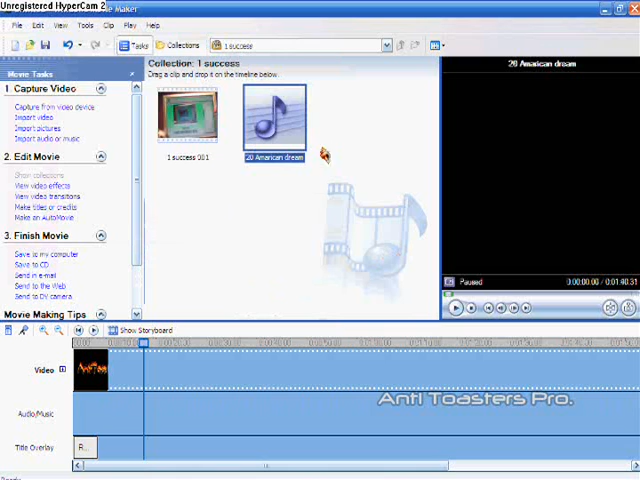 Unregistered HyperCam 2
Maker
File Edit View Tools Clip Play Help
Tasks Collections 1 success
Movie Tasks
Collection: 1 success
Drag a clip and drop it on the timeline below.
20 Amarican dream
1. Capture Video
Capture from video device
Import video
Import pictures
Import audio or music
1 success 001
20 Amarican dream
2. Edit Movie
Show collections
View video effects
View video transitions
Make titles or credits
Make an AutoMovie
3. Finish Movie
Save to my computer
Save to CD
Send in e-mail
Send to the Web
Send to DV camera
Movie Making Tips
Paused
0:00:00.00 / 0:01:40.31
Show Storyboard
Video
Audio/Music
Anti Toasters Pro.
Title Overlay
R...